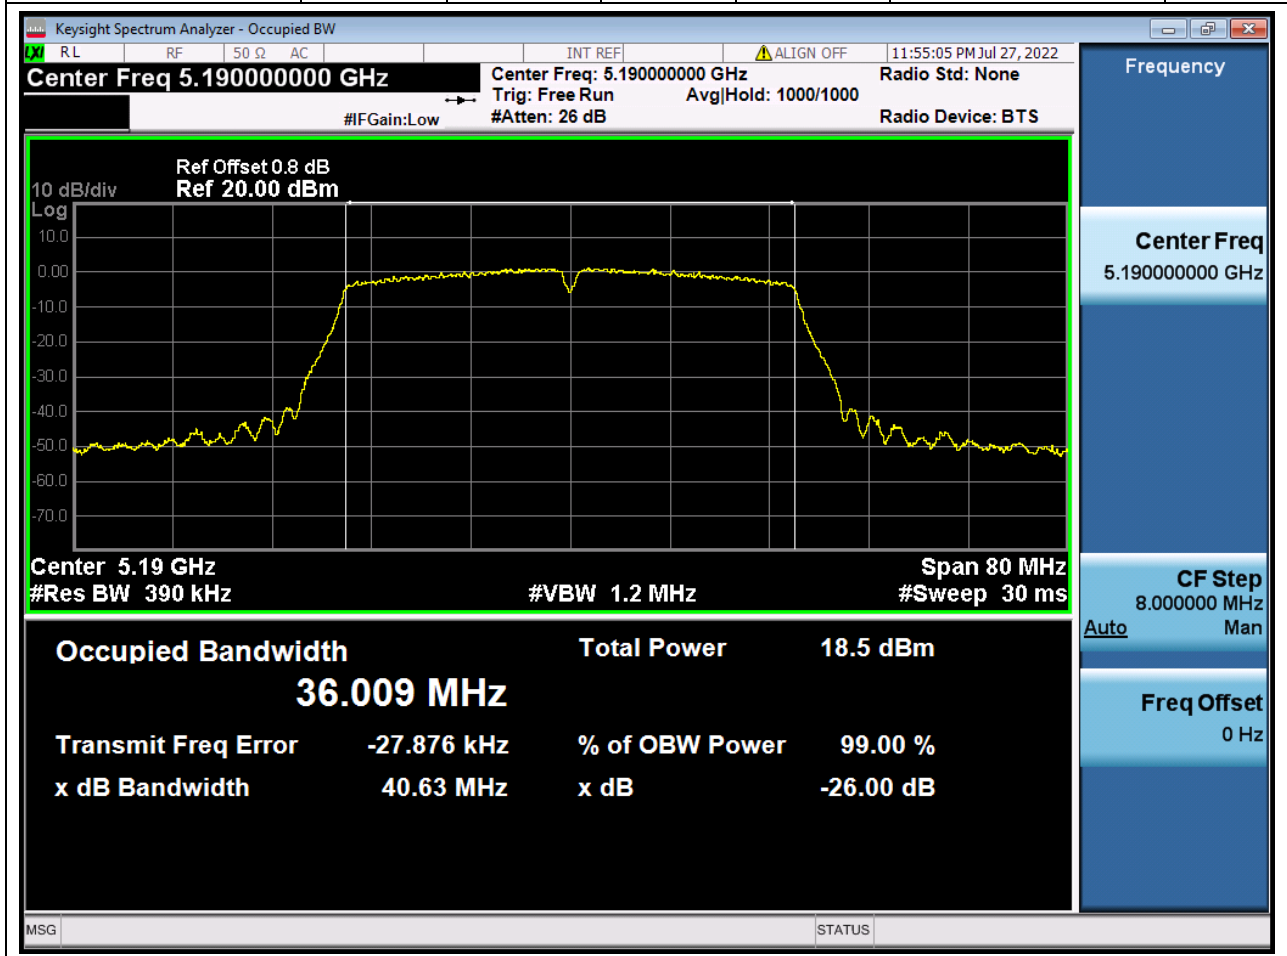 Keysight Spectrum Analyzer - Occupied BW
LXI RL RF 50 Ω AC INT REF ALIGN OFF 11:55:05 PM Jul 27, 2022
Center Freq 5.190000000 GHz
Center Freq: 5.190000000 GHz Radio Std: None
Trig: Free Run Avg|Hold: 1000/1000
#IFGain:Low #Atten: 26 dB Radio Device: BTS
Ref Offset 0.8 dB
10 dB/div Ref 20.00 dBm
Log
10.0
0.00
-10.0
-20.0
-30.0
-40.0
-50.0
-60.0
-70.0
Center 5.19 GHz Span 80 MHz
#Res BW 390 kHz #VBW 1.2 MHz #Sweep 30 ms
Occupied Bandwidth Total Power 18.5 dBm
36.009 MHz
Transmit Freq Error -27.876 kHz % of OBW Power 99.00 %
x dB Bandwidth 40.63 MHz x dB -26.00 dB
MSG STATUS
Frequency
Center Freq
5.190000000 GHz
CF Step
8.000000 MHz
Auto Man
Freq Offset
0 Hz